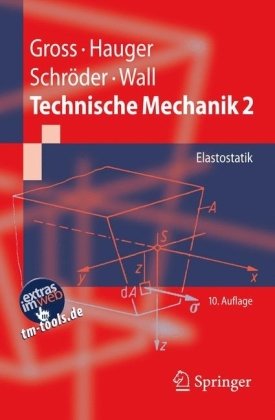 Gross · Hauger
Schröder · Wall
Technische Mechanik 2
Elastostatik
A
S
y
x
z
dA
σ
z
extras
im web
tm-tools.de
10. Auflage
Springer